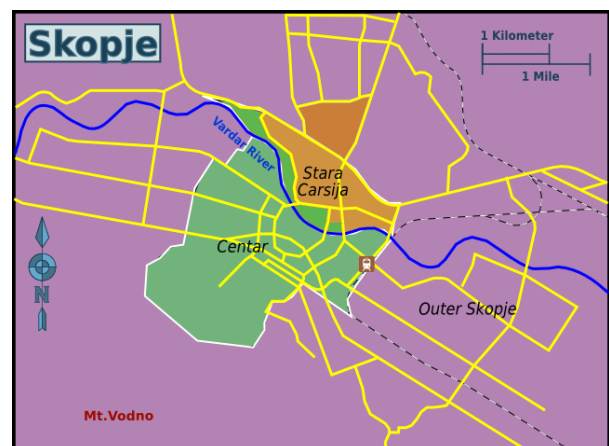 Skopje
1 Kilometer
1 Mile
Vardar River
Stara
Carsija
Centar
N
Outer Skopje
Mt.Vodno